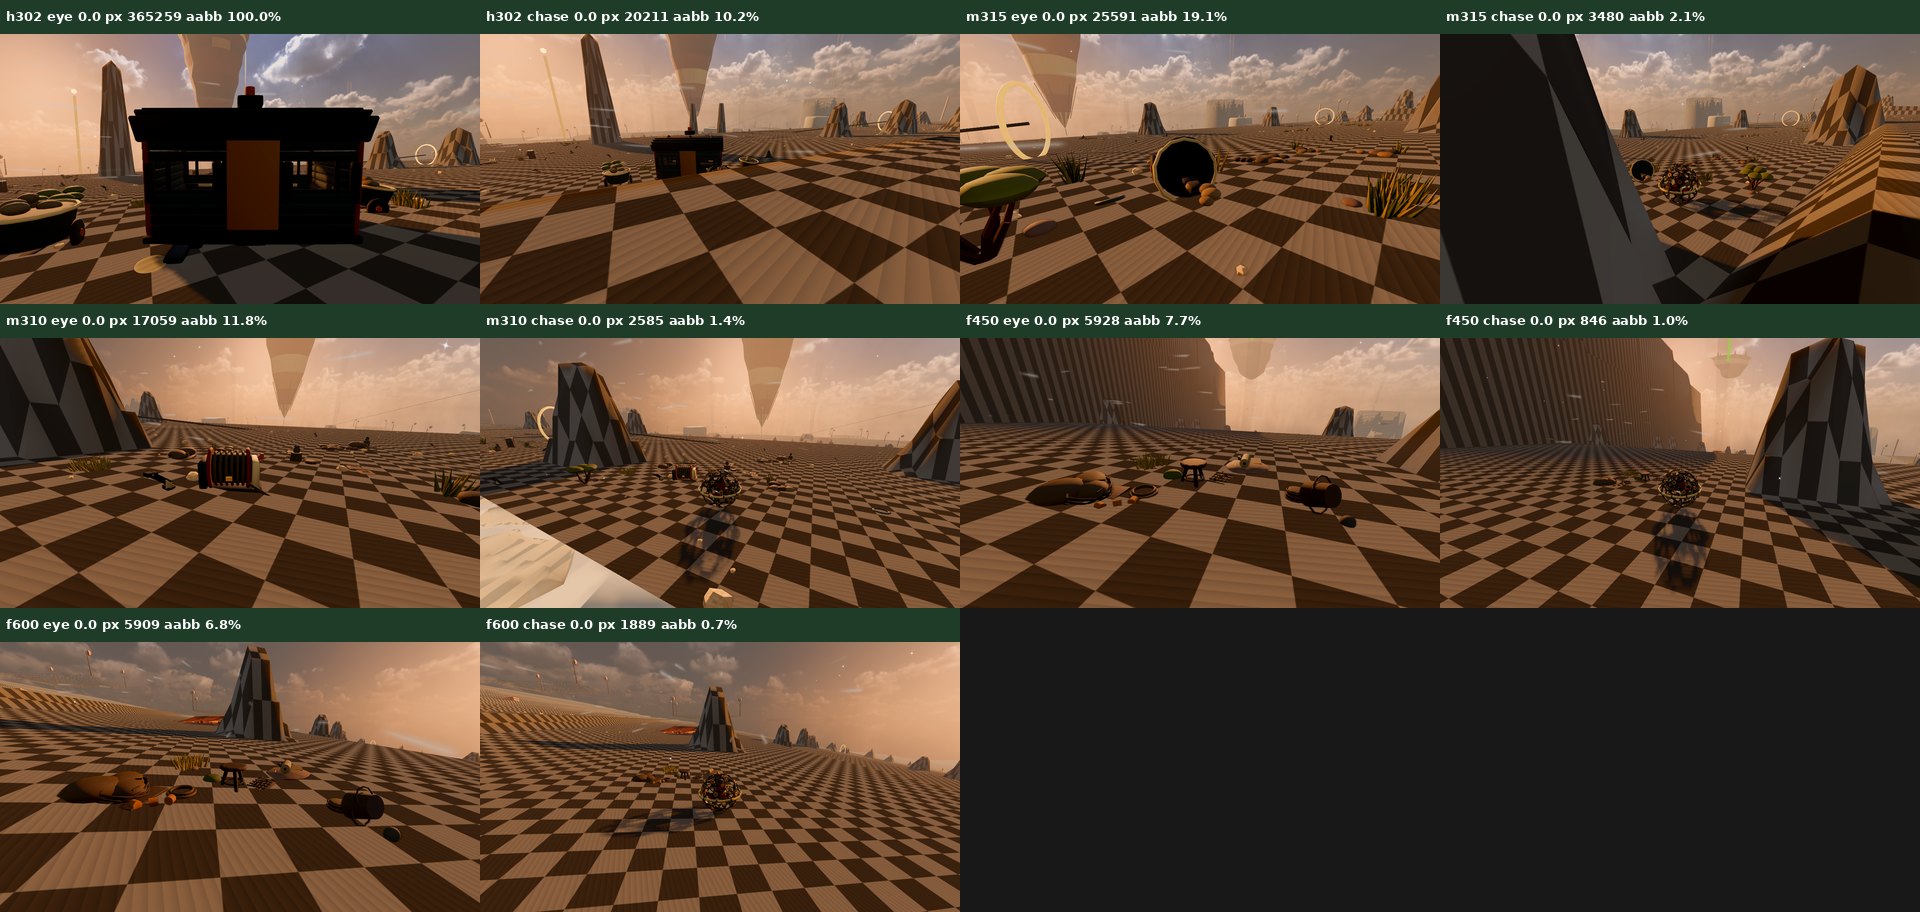 h302 eye 0.0 px 365259 aabb 100.0%
h302 chase 0.0 px 20211 aabb 10.2%
m315 eye 0.0 px 25591 aabb 19.1%
m315 chase 0.0 px 3480 aabb 2.1%
m310 eye 0.0 px 17059 aabb 11.8%
m310 chase 0.0 px 2585 aabb 1.4%
f450 eye 0.0 px 5928 aabb 7.7%
f450 chase 0.0 px 846 aabb 1.0%
f600 eye 0.0 px 5909 aabb 6.8%
f600 chase 0.0 px 1889 aabb 0.7%